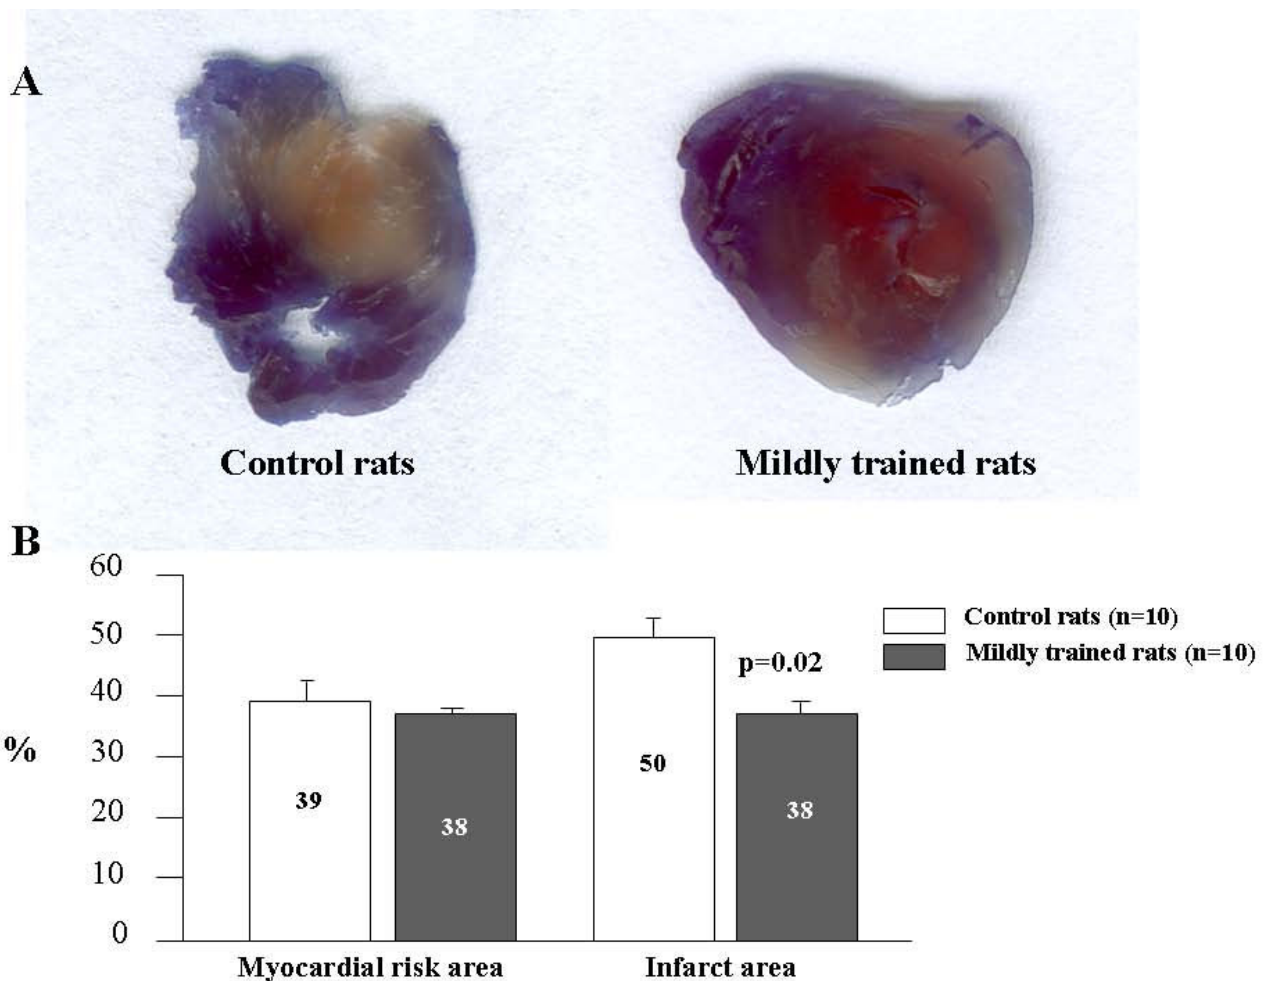 A
Control rats
Mildly trained rats
B
60
50
40
30
20
10
0
%
39
38
50
38
p=0.02
Control rats (n=10)
Mildly trained rats (n=10)
Myocardial risk area
Infarct area